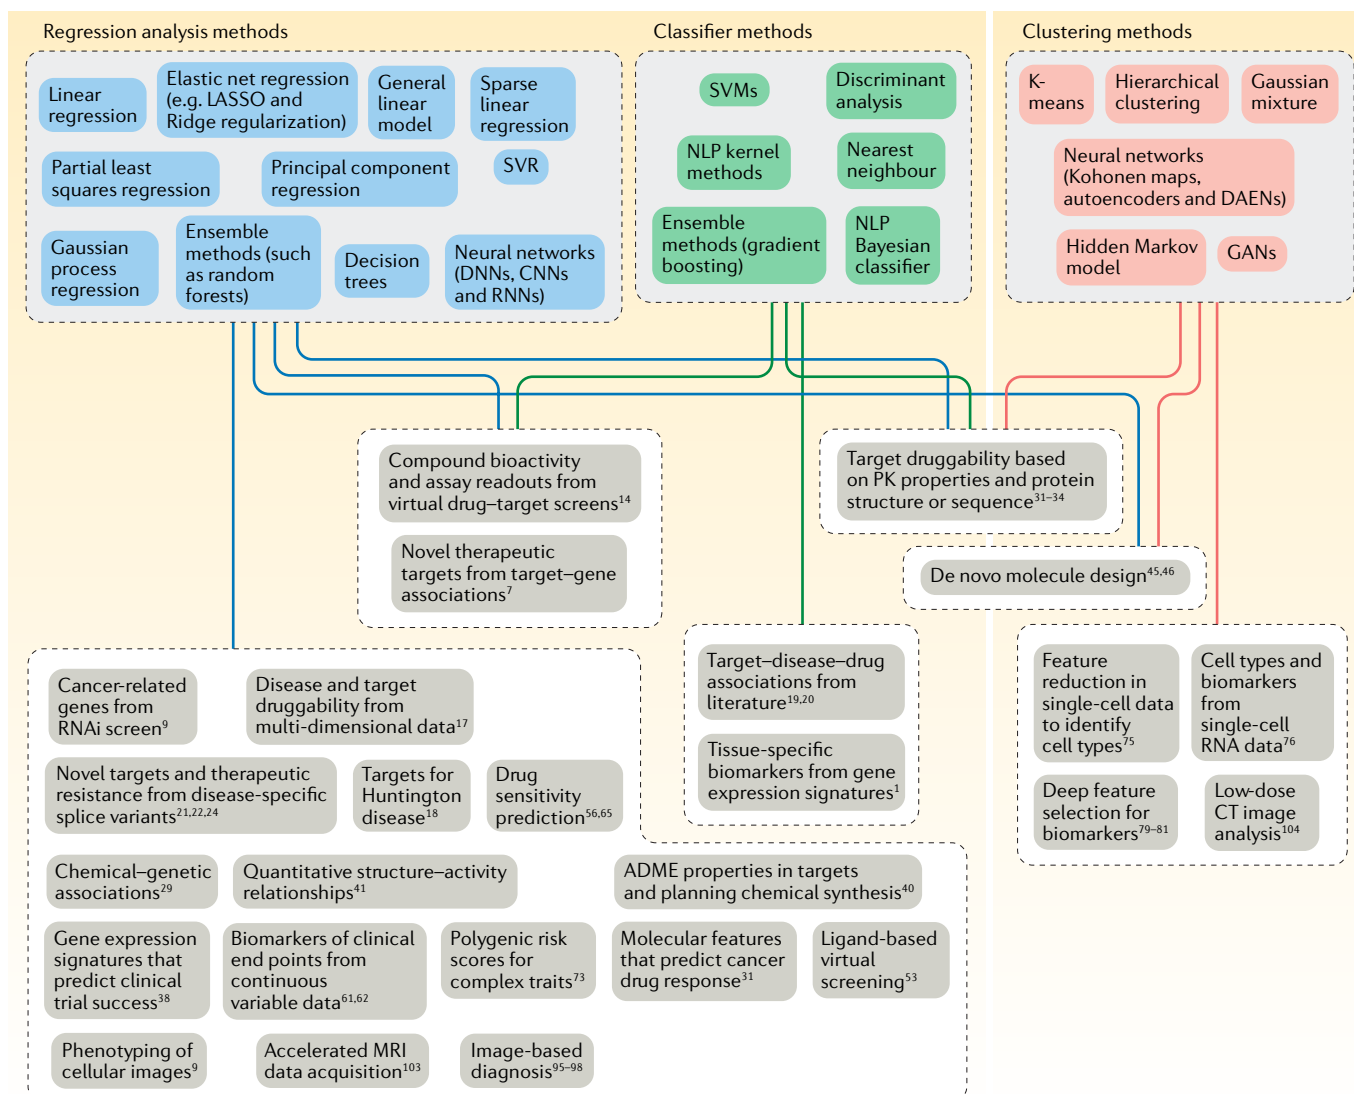 Regression analysis methods
Linear
regression
Elastic net regression
(e.g. LASSO and
Ridge regularization)
General
linear
model
Sparse
linear
regression
Partial least
squares regression
Principal component
regression
SVR
Gaussian
process
regression
Ensemble
methods (such
as random
forests)
Decision
trees
Neural networks
(DNNs, CNNs
and RNNs)
Classifier methods
SVMs
Discriminant
analysis
NLP kernel
methods
Nearest
neighbour
Ensemble
methods (gradient
boosting)
NLP
Bayesian
classifier
Clustering methods
K-
means
Hierarchical
clustering
Gaussian
mixture
Neural networks
(Kohonen maps,
autoencoders and DAENs)
Hidden Markov
model
GANs
Compound bioactivity
and assay readouts from
virtual drug–target screens14
Novel therapeutic
targets from target–gene
associations7
Target druggability based
on PK properties and protein
structure or sequence31–34
De novo molecule design45,46
Target–disease–drug
associations from
literature19,20
Tissue-specific
biomarkers from gene
expression signatures1
Feature
reduction in
single-cell data
to identify
cell types75
Cell types and
biomarkers
from
single-cell
RNA data76
Deep feature
selection for
biomarkers79–81
Low-dose
CT image
analysis104
Cancer-related
genes from
RNAi screen9
Disease and target
druggability from
multi-dimensional data17
Novel targets and therapeutic
resistance from disease-specific
splice variants21,22,24
Targets for
Huntington
disease18
Drug
sensitivity
prediction56,65
Chemical–genetic
associations29
Quantitative structure–activity
relationships41
ADME properties in targets
and planning chemical synthesis40
Gene expression
signatures that
predict clinical
trial success38
Biomarkers of clinical
end points from
continuous
variable data61,62
Polygenic risk
scores for
complex traits73
Molecular features
that predict cancer
drug response31
Ligand-based
virtual
screening53
Phenotyping of
cellular images9
Accelerated MRI
data acquisition103
Image-based
diagnosis95–98